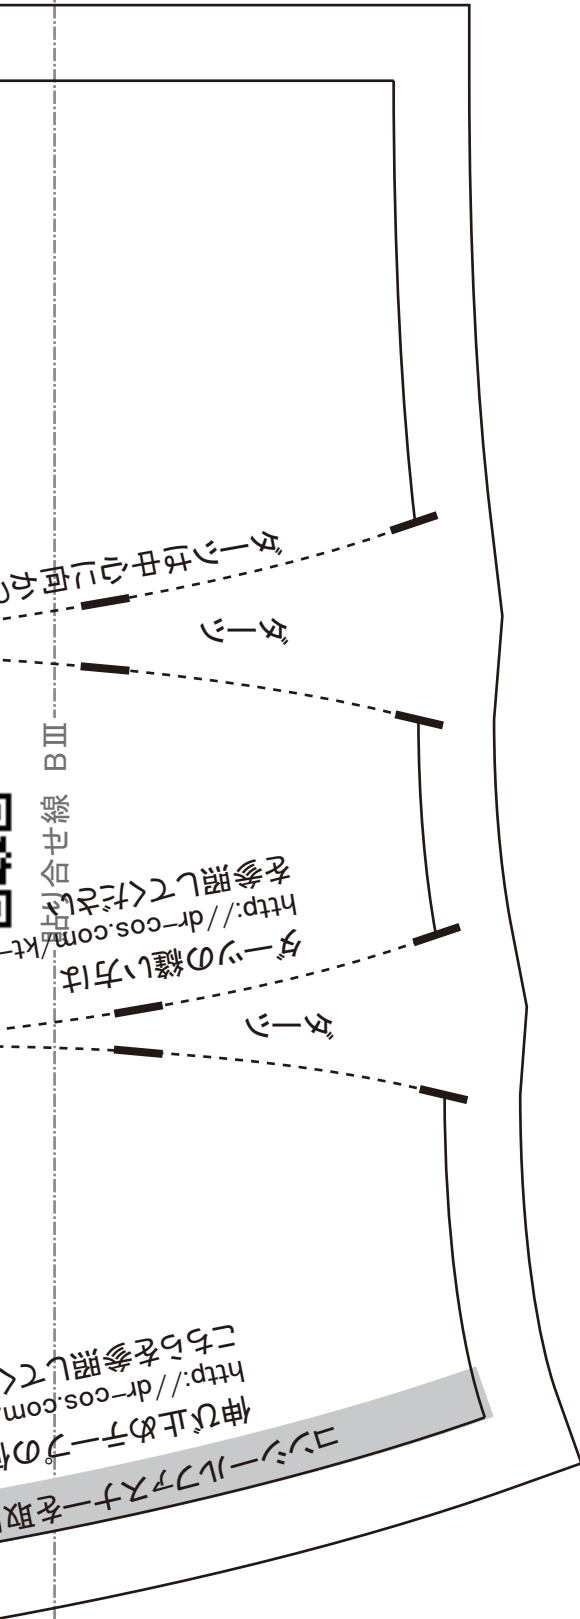 ダーツは中心に向かっ
ダーツ
貼り合せ線 BⅢ
ダーツの縫い方は
http://dr-cos.com/kt-
を参照してください
ダーツ
伸び止めテープの
http://dr-cos.com
こちらを参照してく
コンシールファスナーを取